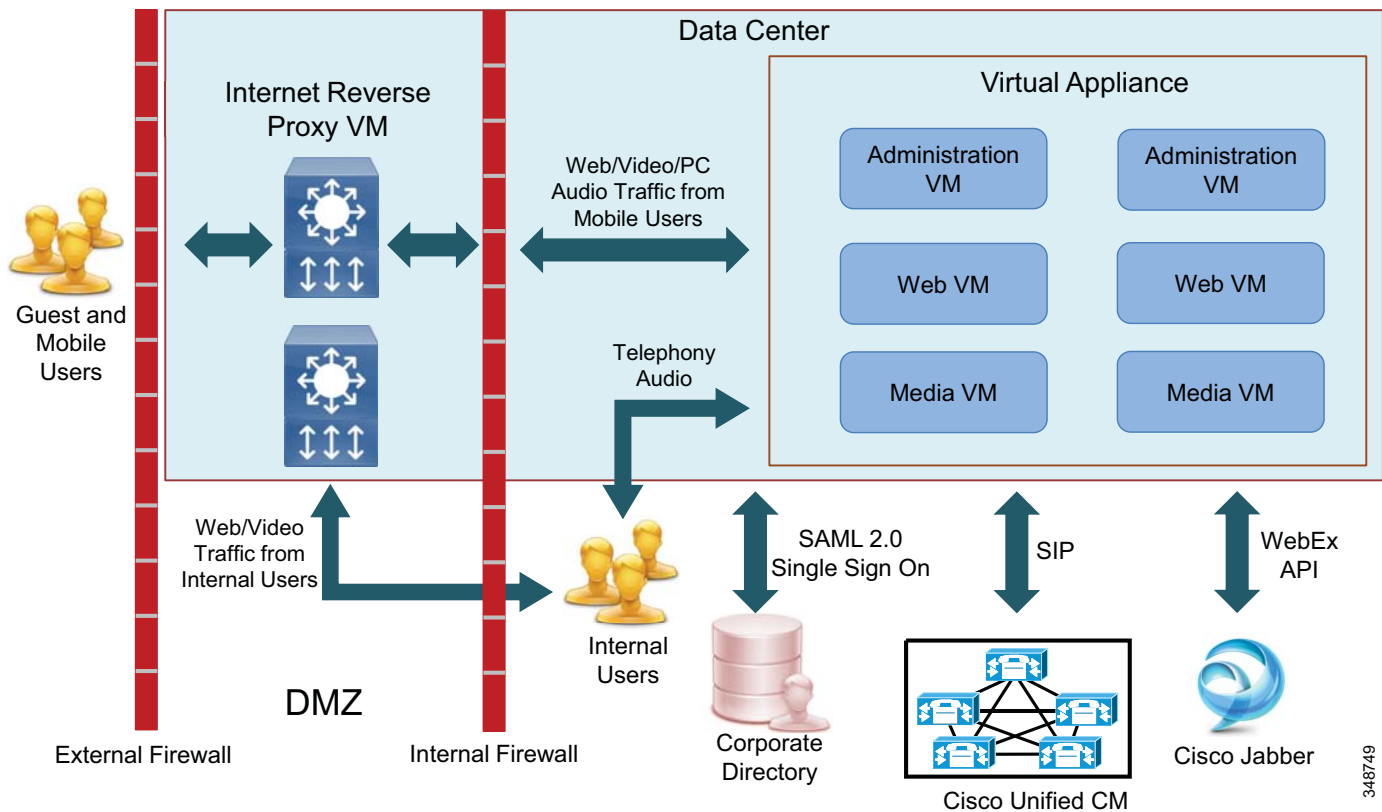 Data Center
Internet Reverse
Proxy VM
Virtual Appliance
Administration
VM
Administration
VM
Web/Video/PC
Audio Traffic from
Mobile Users
Web VM
Web VM
Guest and
Mobile
Users
Telephony
Audio
Media VM
Media VM
Web/Video
Traffic from
Internal Users
SAML 2.0
Single Sign On
SIP
WebEx
API
Internal
Users
DMZ
External Firewall
Internal Firewall
Corporate
Directory
Cisco Unified CM
Cisco Jabber
348749